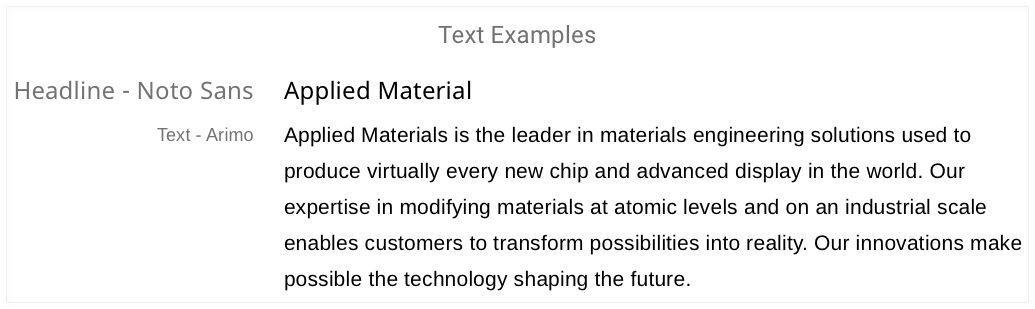 Text Examples
Headline - Noto Sans
Applied Material
Text - Arimo
Applied Materials is the leader in materials engineering solutions used to
produce virtually every new chip and advanced display in the world. Our
expertise in modifying materials at atomic levels and on an industrial scale
enables customers to transform possibilities into reality. Our innovations make
possible the technology shaping the future.